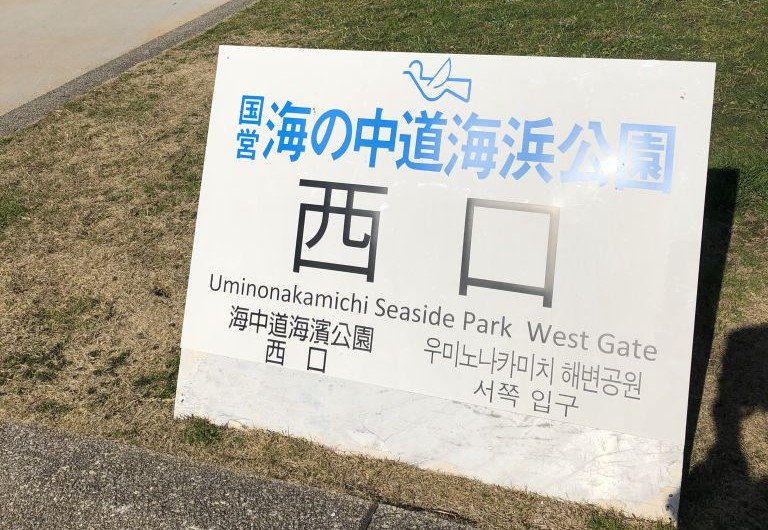 国営 海の中道海浜公園
西 口
Uminonakamichi Seaside Park West Gate
海中道海濱公園
西 口
우미노나카미치 해변공원
서쪽 입구